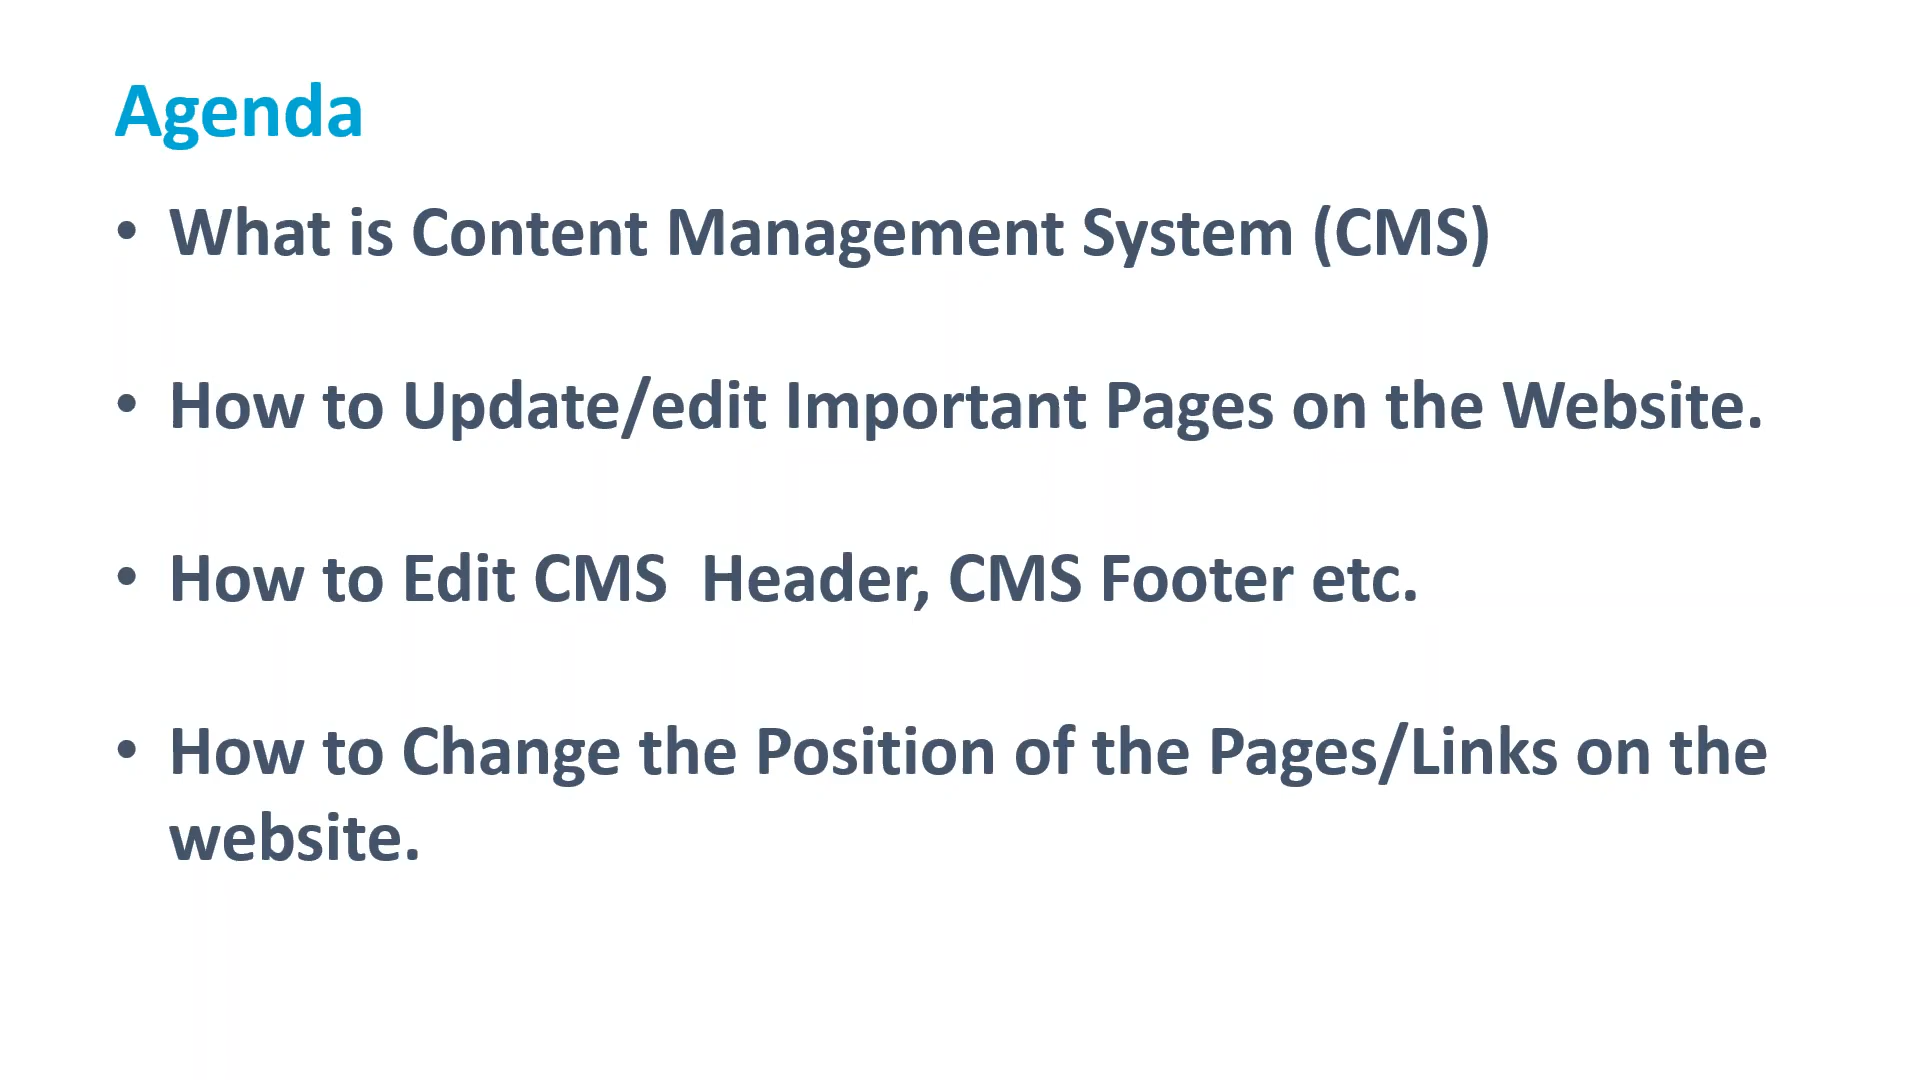 Agenda
• What is Content Management System (CMS)
• How to Update/edit Important Pages on the Website.
• How to Edit CMS  Header, CMS Footer etc.
• How to Change the Position of the Pages/Links on the
website.